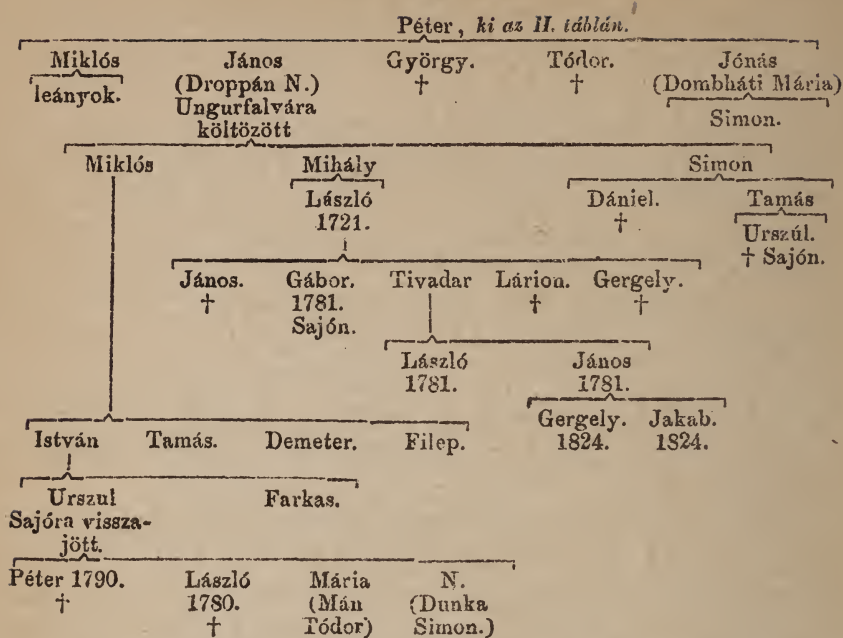 Péter, ki az II. táblán.
Miklós János György. Tódor. Jónás
leányok. (Droppán N.) † † (Dombháti Mária)
Ungurfalvára Simon.
költözött
Miklós Mihály Simon
László Dániel. Tamás
1721. † Urszúl.
† Sajón.
János. Gábor. Tivadar Lárion. Gergely.
† 1781. † †
Sajón.
László János
1781. 1781.
Gergely. Jakab.
István Tamás. Demeter. Filep. 1824. 1824.
Urszul Farkas.
Sajóra vissza-
jött.
Péter 1790. László Mária N.
† 1780. (Mán (Dunka
† Tódor) Simon.)